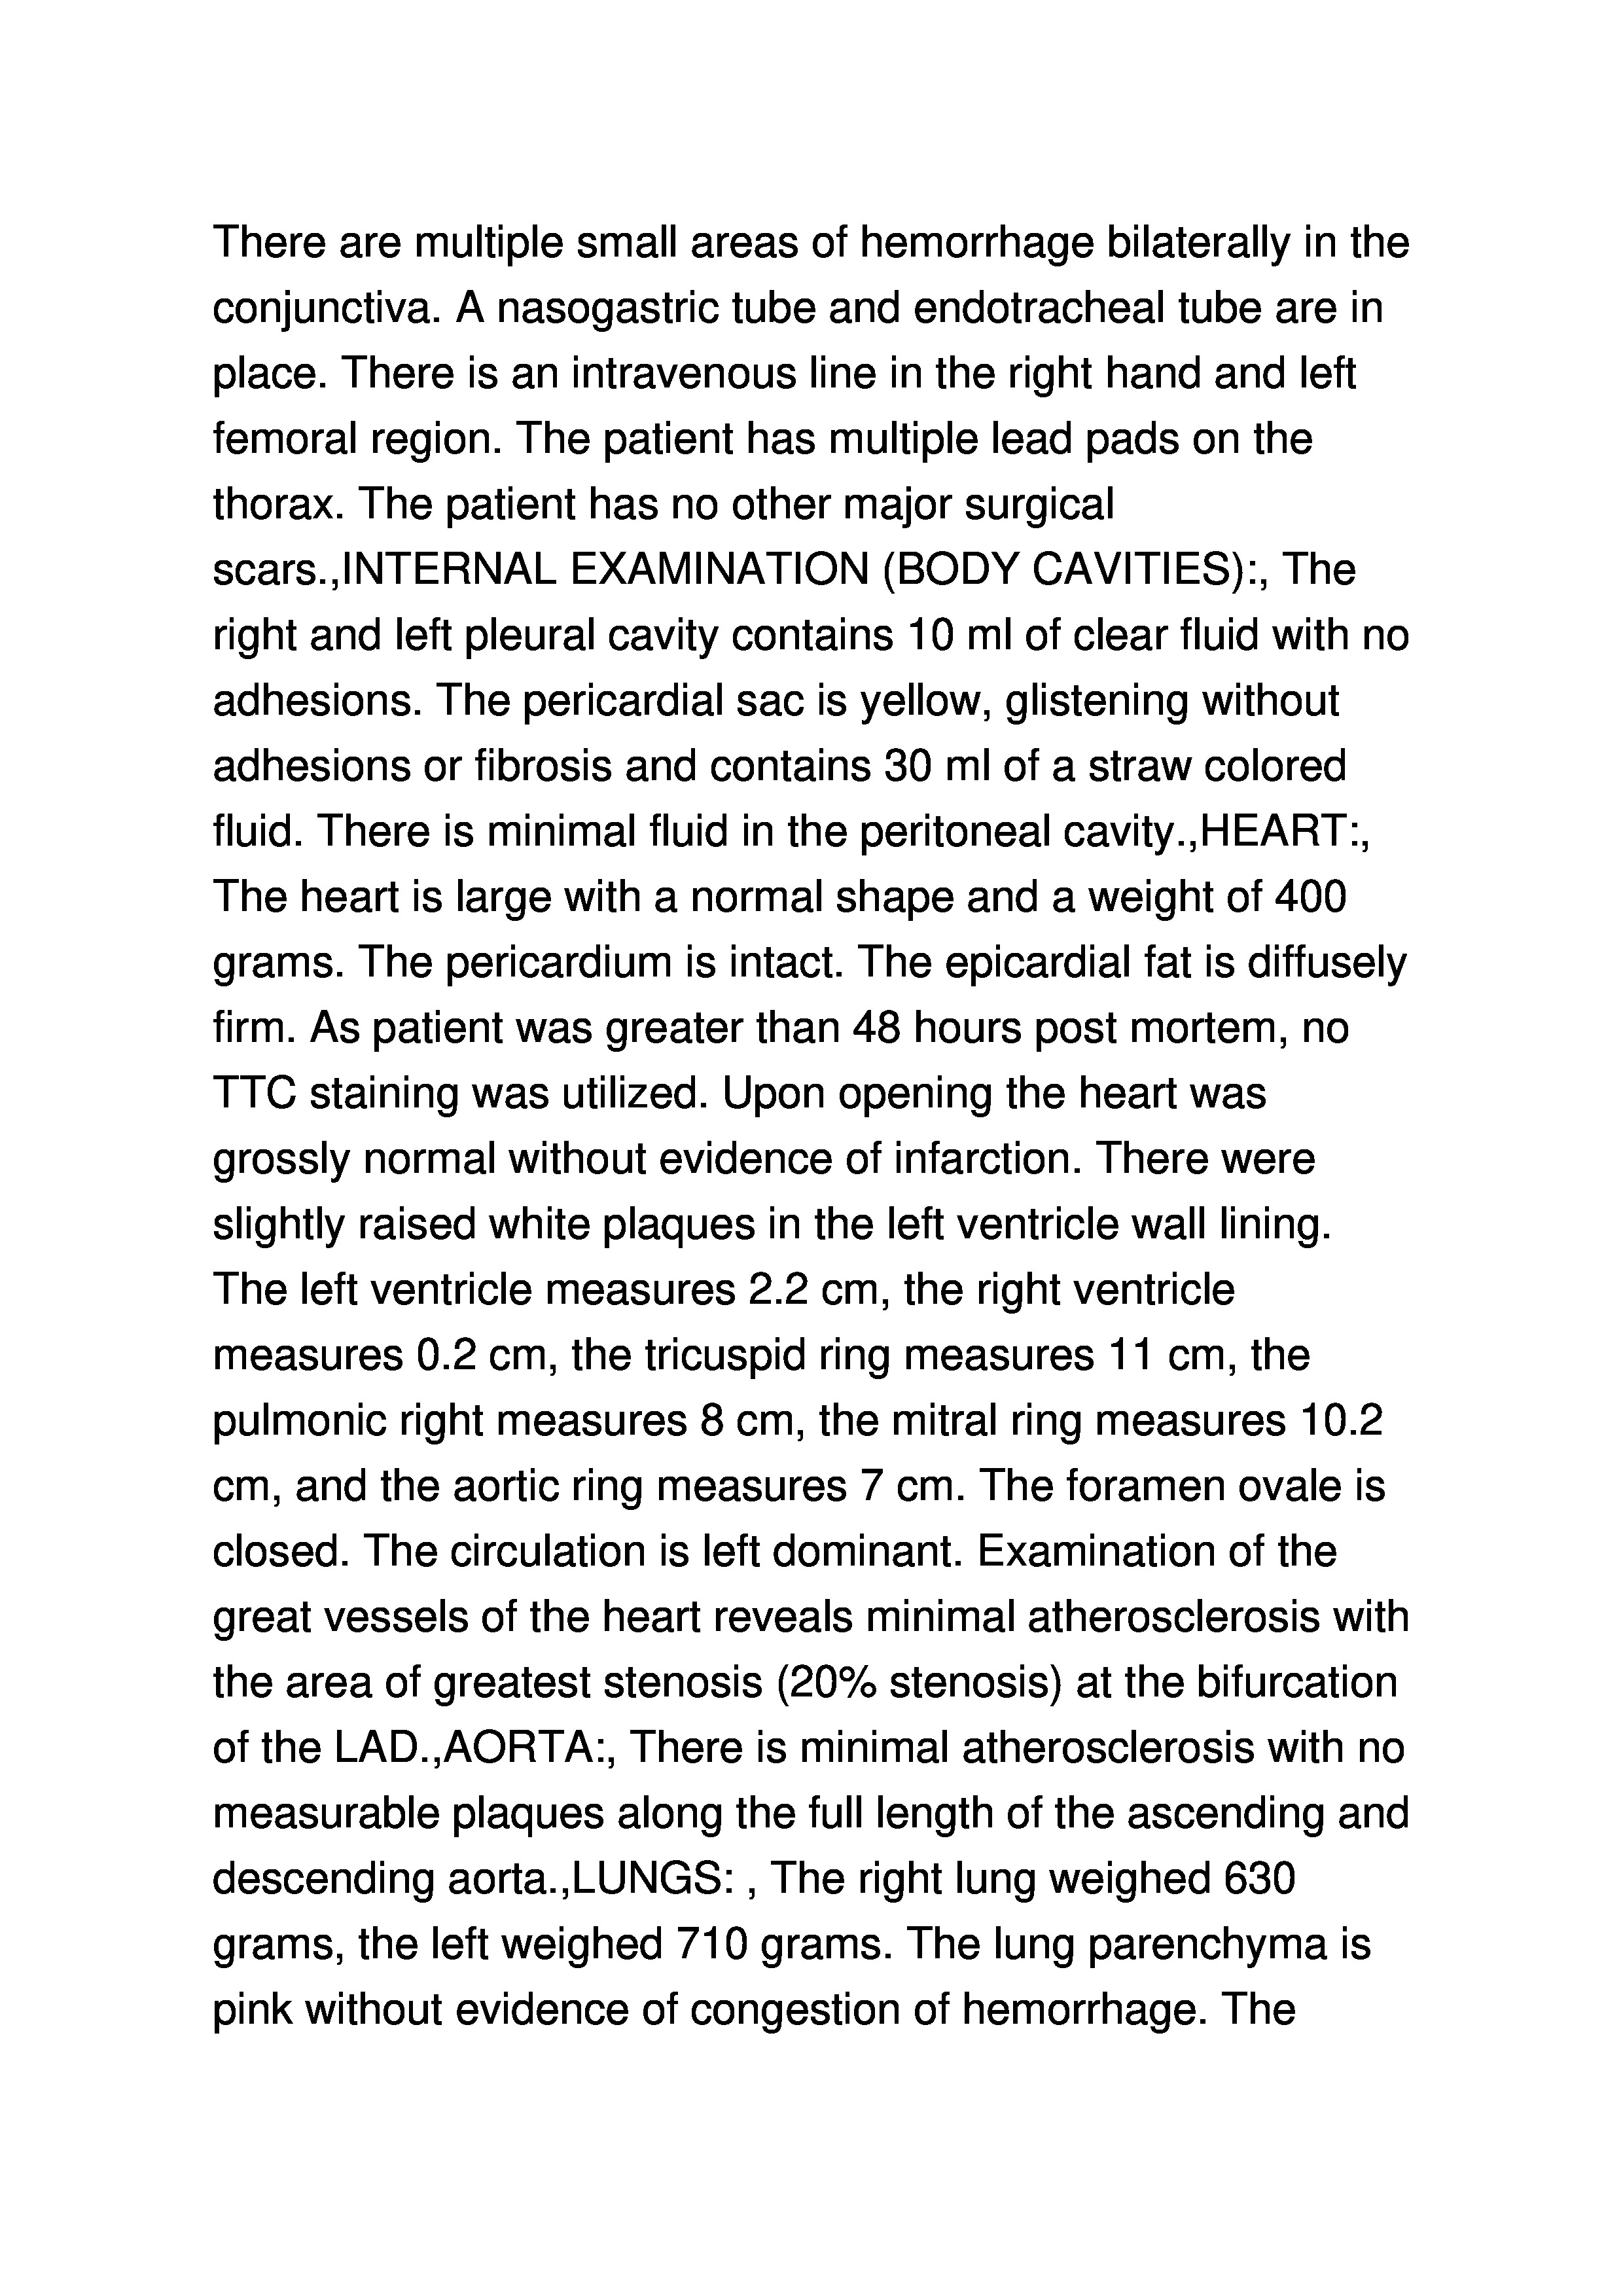 There are multiple small areas of hemorrhage bilaterally in the
conjunctiva. A nasogastric tube and endotracheal tube are in
place. There is an intravenous line in the right hand and left
femoral region. The patient has multiple lead pads on the
thorax. The patient has no other major surgical
scars.,INTERNAL EXAMINATION (BODY CAVITIES):, The
right and left pleural cavity contains 10 ml of clear fluid with no
adhesions. The pericardial sac is yellow, glistening without
adhesions or fibrosis and contains 30 ml of a straw colored
fluid. There is minimal fluid in the peritoneal cavity.,HEART:,
The heart is large with a normal shape and a weight of 400
grams. The pericardium is intact. The epicardial fat is diffusely
firm. As patient was greater than 48 hours post mortem, no
TTC staining was utilized. Upon opening the heart was
grossly normal without evidence of infarction. There were
slightly raised white plaques in the left ventricle wall lining.
The left ventricle measures 2.2 cm, the right ventricle
measures 0.2 cm, the tricuspid ring measures 11 cm, the
pulmonic right measures 8 cm, the mitral ring measures 10.2
cm, and the aortic ring measures 7 cm. The foramen ovale is
closed. The circulation is left dominant. Examination of the
great vessels of the heart reveals minimal atherosclerosis with
the area of greatest stenosis (20% stenosis) at the bifurcation
of the LAD.,AORTA:, There is minimal atherosclerosis with no
measurable plaques along the full length of the ascending and
descending aorta.,LUNGS: , The right lung weighed 630
grams, the left weighed 710 grams. The lung parenchyma is
pink without evidence of congestion of hemorrhage. The